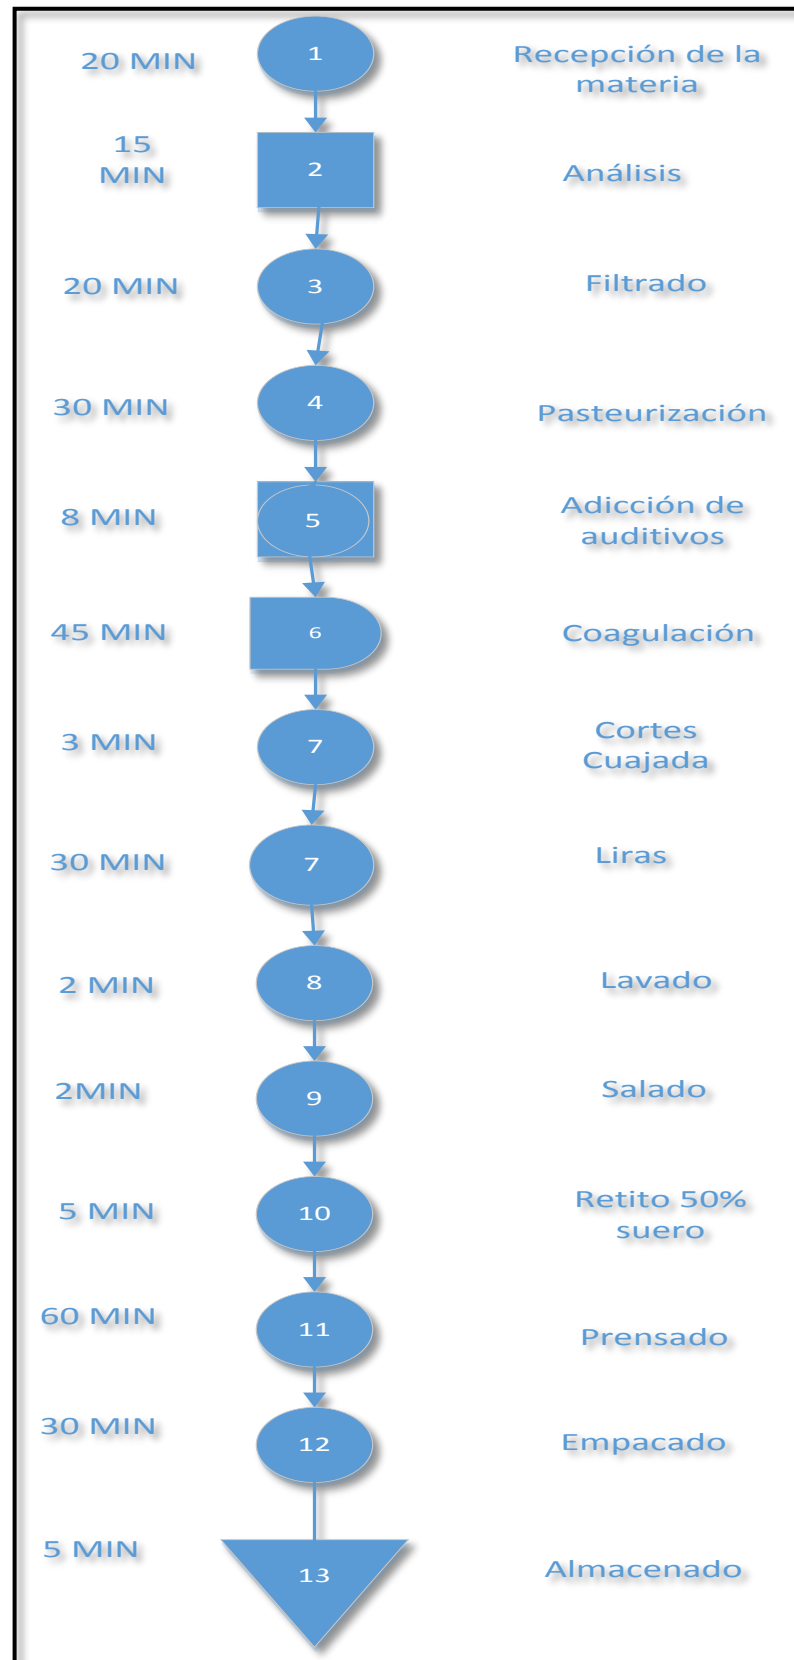 20 MIN
1
Recepción de la
materia
15
MIN
2
Análisis
20 MIN
3
Filtrado
30 MIN
4
Pasteurización
8 MIN
5
Adicción de
auditivos
45 MIN
6
Coagulación
3 MIN
7
Cortes
Cuajada
30 MIN
7
Liras
2 MIN
8
Lavado
2MIN
9
Salado
5 MIN
10
Retito 50%
suero
60 MIN
11
Prensado
30 MIN
12
Empacado
5 MIN
13
Almacenado